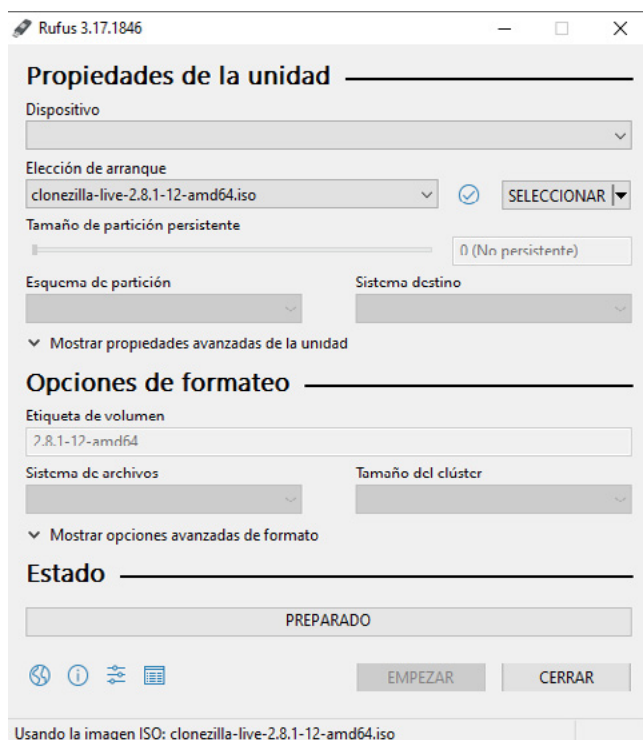 Rufus 3.17.1846
Propiedades de la unidad
Dispositivo
Elección de arranque
clonezilla-live-2.8.1-12-amd64.iso
SELECCIONAR
Tamaño de partición persistente
0 (No persistente)
Esquema de partición Sistema destino
Mostrar propiedades avanzadas de la unidad
Opciones de formateo
Etiqueta de volumen
2.8.1-12-amd64
Sistema de archivos Tamaño del clúster
Mostrar opciones avanzadas de formato
Estado
PREPARADO
EMPEZAR CERRAR
Usando la imagen ISO: clonezilla-live-2.8.1-12-amd64.iso